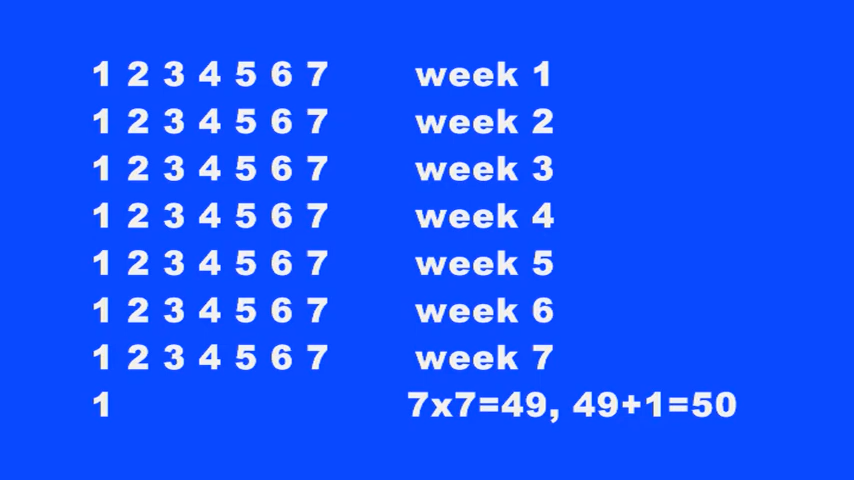 1 2 3 4 5 6 7 week 1
1 2 3 4 5 6 7 week 2
1 2 3 4 5 6 7 week 3
1 2 3 4 5 6 7 week 4
1 2 3 4 5 6 7 week 5
1 2 3 4 5 6 7 week 6
1 2 3 4 5 6 7 week 7
1 7x7=49, 49+1=50